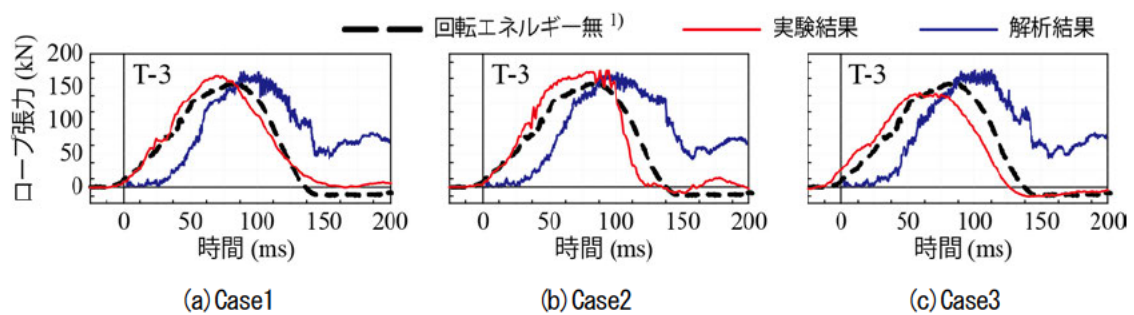 回転エネルギー無 1) 実験結果 解析結果
ロープ張力 (kN)
200
150
100
50
0
T-3
0 50 100 150 200
時間 (ms)
(a) Case1
T-3
0 50 100 150 200
時間 (ms)
(b) Case2
T-3
0 50 100 150 200
時間 (ms)
(c) Case3